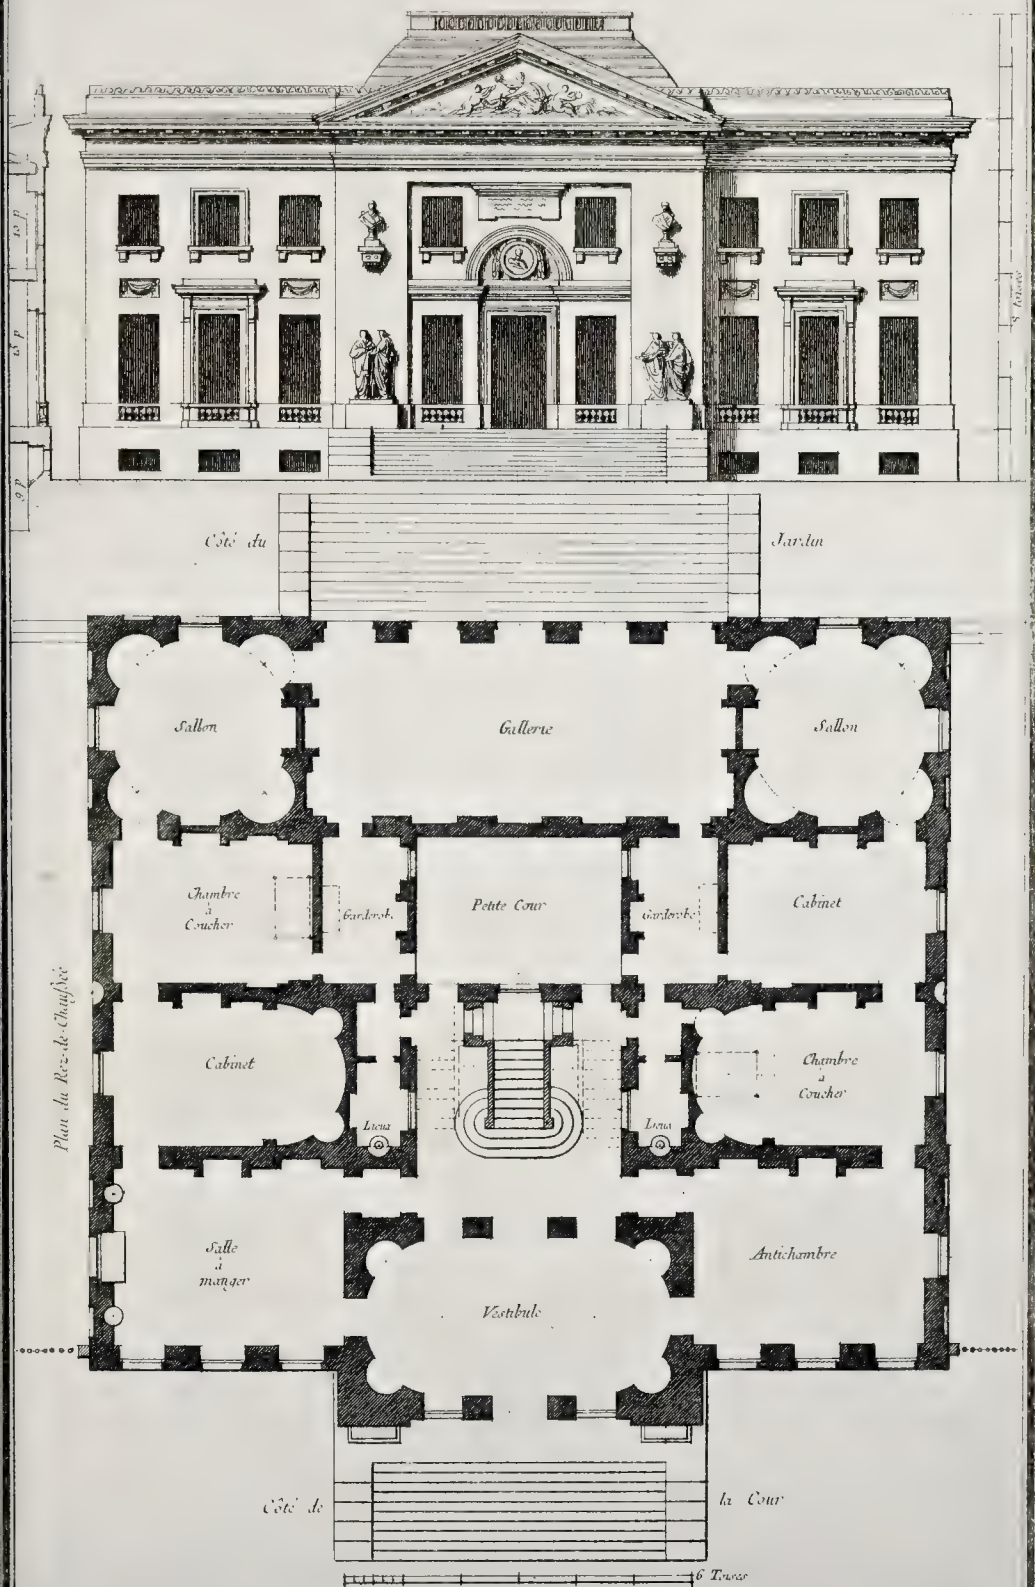 Côté du Jardin
Sallon
Gallerie
Sallon
Chambre
à
Coucher
Garderobe
Petite Cour
Garderobe
Cabinet
Plan du Rez-de-Chaussée
Cabinet
Chambre
à
Coucher
Lieux
Lieux
Salle
à
manger
Antichambre
Vestibule
Côté de la Cour
6 Toises